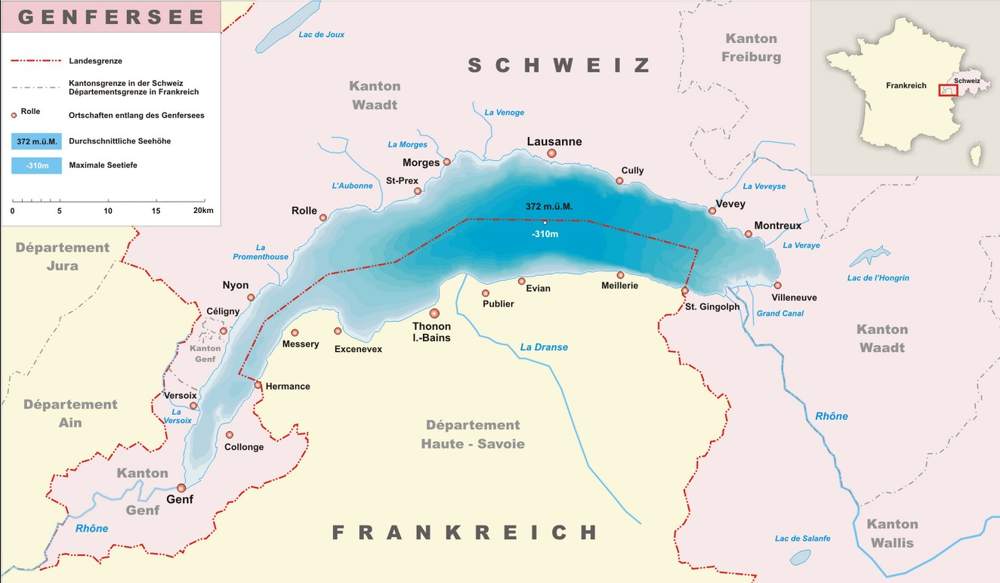 GENFERSEE
Landesgrenze
Kantonsgrenze in der Schweiz
Départementsgrenze in Frankreich
Rolle
Ortschaften entlang des Genfersees
372 m.ü.M.
Durchschnittliche Seehöhe
-310m
Maximale Seetiefe
0 5 10 15 20km
Lac de Joux
SCHWEIZ
Kanton
Freiburg
Kanton
Waadt
Frankreich
Schweiz
La Venoge
La Morges
Lausanne
Morges
St-Prex
Cully
L'Aubonne
La Veveyse
Rolle
Vevey
372 m.ü.M.
-310m
Montreux
La Veraye
Département
Jura
La
Promenthouse
Lac de l'Hongrin
Nyon
Evian
Meillerie
Villeneuve
Publier
St. Gingolph
Grand Canal
Céligny
Thonon
l.-Bains
Messery
Excenevex
Kanton
Genf
La Dranse
Kanton
Waadt
Hermance
Versoix
La
Versoix
Département
Ain
Rhône
Département
Haute - Savoie
Collonge
Kanton
Genf
Genf
Rhône
FRANKREICH
Lac de Salanfe
Kanton
Wallis